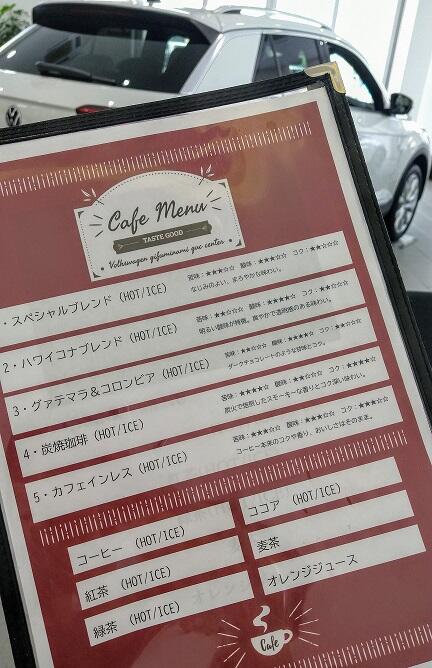 Cafe Menu
TASTE GOOD
Volkswagen gifuminami guc center
・スペシャルブレンド (HOT/ICE)
苦味:★★★☆☆ 酸味:★★★☆☆ コク:★★☆☆☆
なじみのよい、まろやかな味わい。
2・ハワイコナブレンド (HOT/ICE)
苦味:★★☆☆☆ 酸味:★★★★☆ コク:★★★☆☆
明るい酸味が特徴。爽やかで透明感のある味わい。
3・グァテマラ&コロンビア (HOT/ICE)
ダークチョコレートのような甘味とコク。
4・炭焼珈琲 (HOT/ICE)
苦味:★★★★☆ 酸味:★★☆☆☆ コク:★★★★☆
炭火で焙煎したスモーキーな香りとコク深い味わい。
5・カフェインレス (HOT/ICE)
苦味:★★★☆☆ 酸味:★★★☆☆ コク:★★★☆☆
コーヒー本来のコクや香り、おいしさはそのまま。
コーヒー (HOT/ICE)
紅茶 (HOT/ICE)
緑茶 (HOT/ICE)
ココア (HOT/ICE)
麦茶
オレンジジュース
Cafe